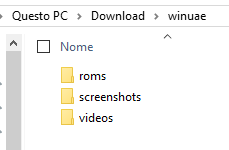 Questo PC > Download > winuae
Nome
roms
screenshots
videos